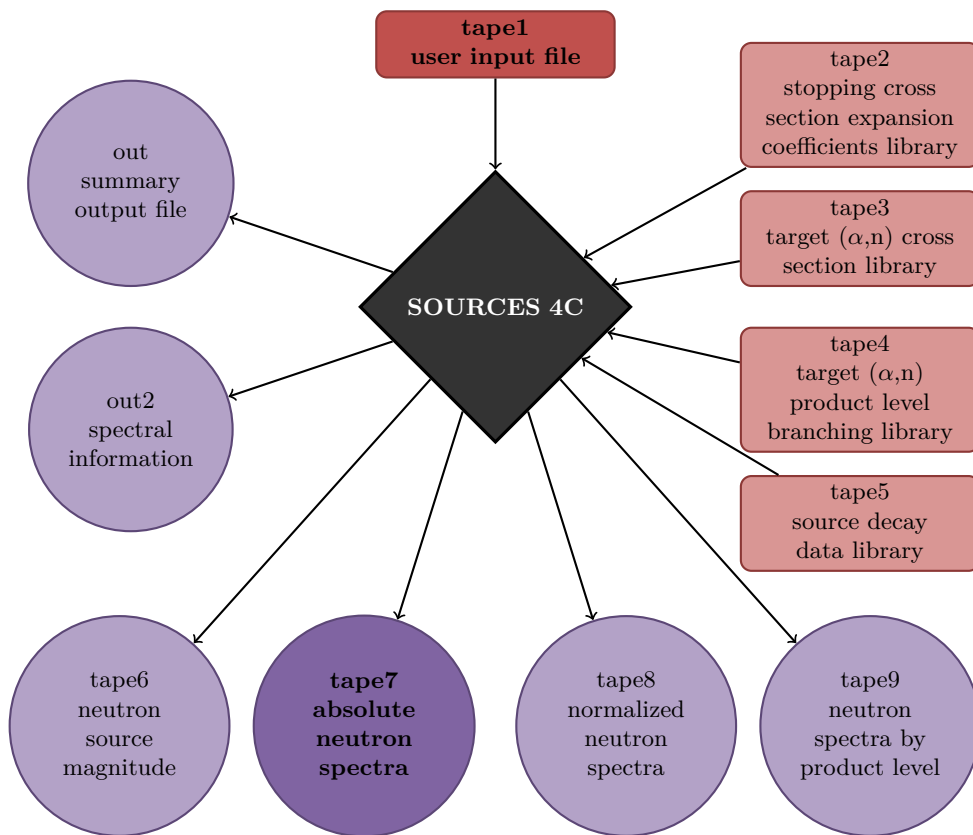 tape1
user input file
tape2
stopping cross
section expansion
coefficients library
out
summary
output file
tape3
target (α,n) cross
section library
SOURCES 4C
tape4
target (α,n)
product level
branching library
out2
spectral
information
tape5
source decay
data library
tape6
neutron
source
magnitude
tape7
absolute
neutron
spectra
tape8
normalized
neutron
spectra
tape9
neutron
spectra by
product level